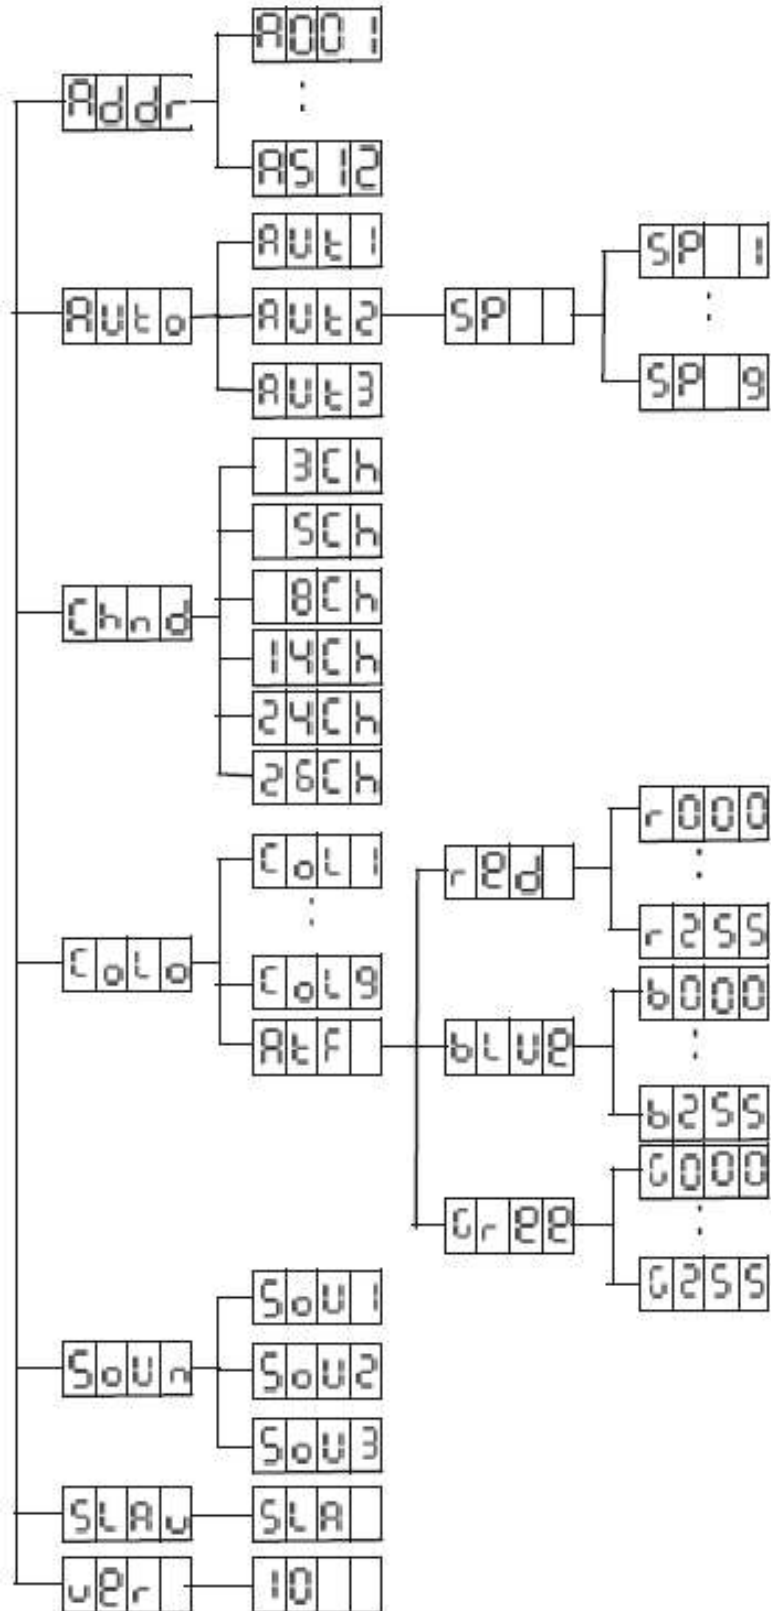 A001
Addr
AS12
AUt1
SP 1
AUto
AUt2
SP
AUt3
SP 9
3Ch
5Ch
8Ch
Chnd
14Ch
24Ch
26Ch
r000
CoL1
red
r255
CoLo
CoL9
b000
AtF
bLUe
b255
G000
Gree
G255
SoU1
SoUn
SoU2
SoU3
SLAv
SLA
ver
10